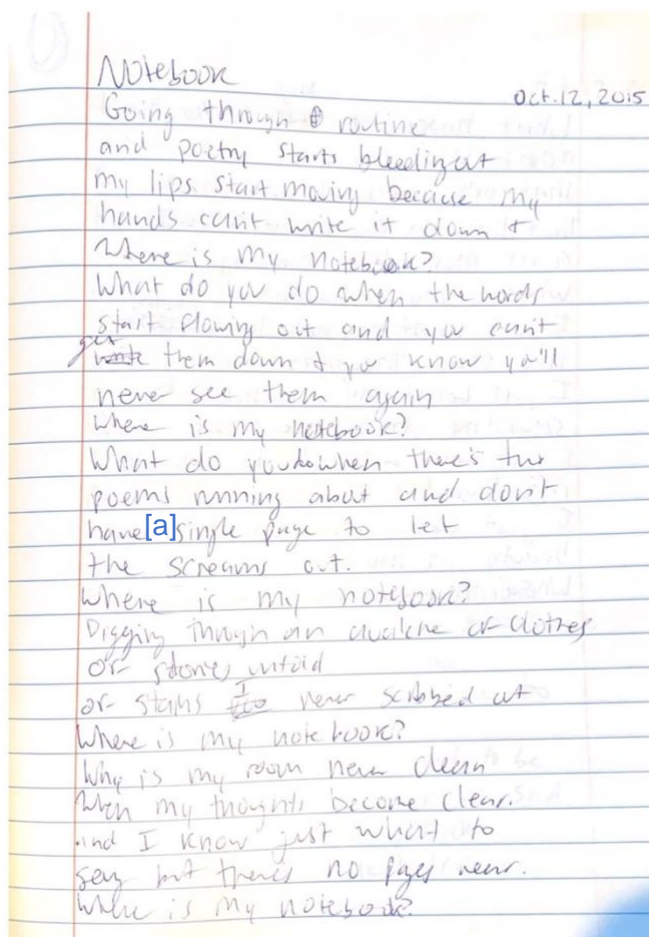 Notebook
Oct. 12, 2015
Going through routine
and poetry starts bleeding out
my lips start moving because my
hands can't write it down &
Where is my notebook?
What do you do when the words
start flowing out and you can't
get them down & you know you'll
never see them again
Where is my notebook?
What do you do when there's two
poems running about and don't
have [a] single page to let
the screams out.
Where is my notebook?
Digging through an of clothes
of stories untold
of stains I never scrubbed out
Where is my notebook?
Why is my room never clean
When my thoughts become clear.
and I know just what to
say but there's no pages near.
Where is my notebook?